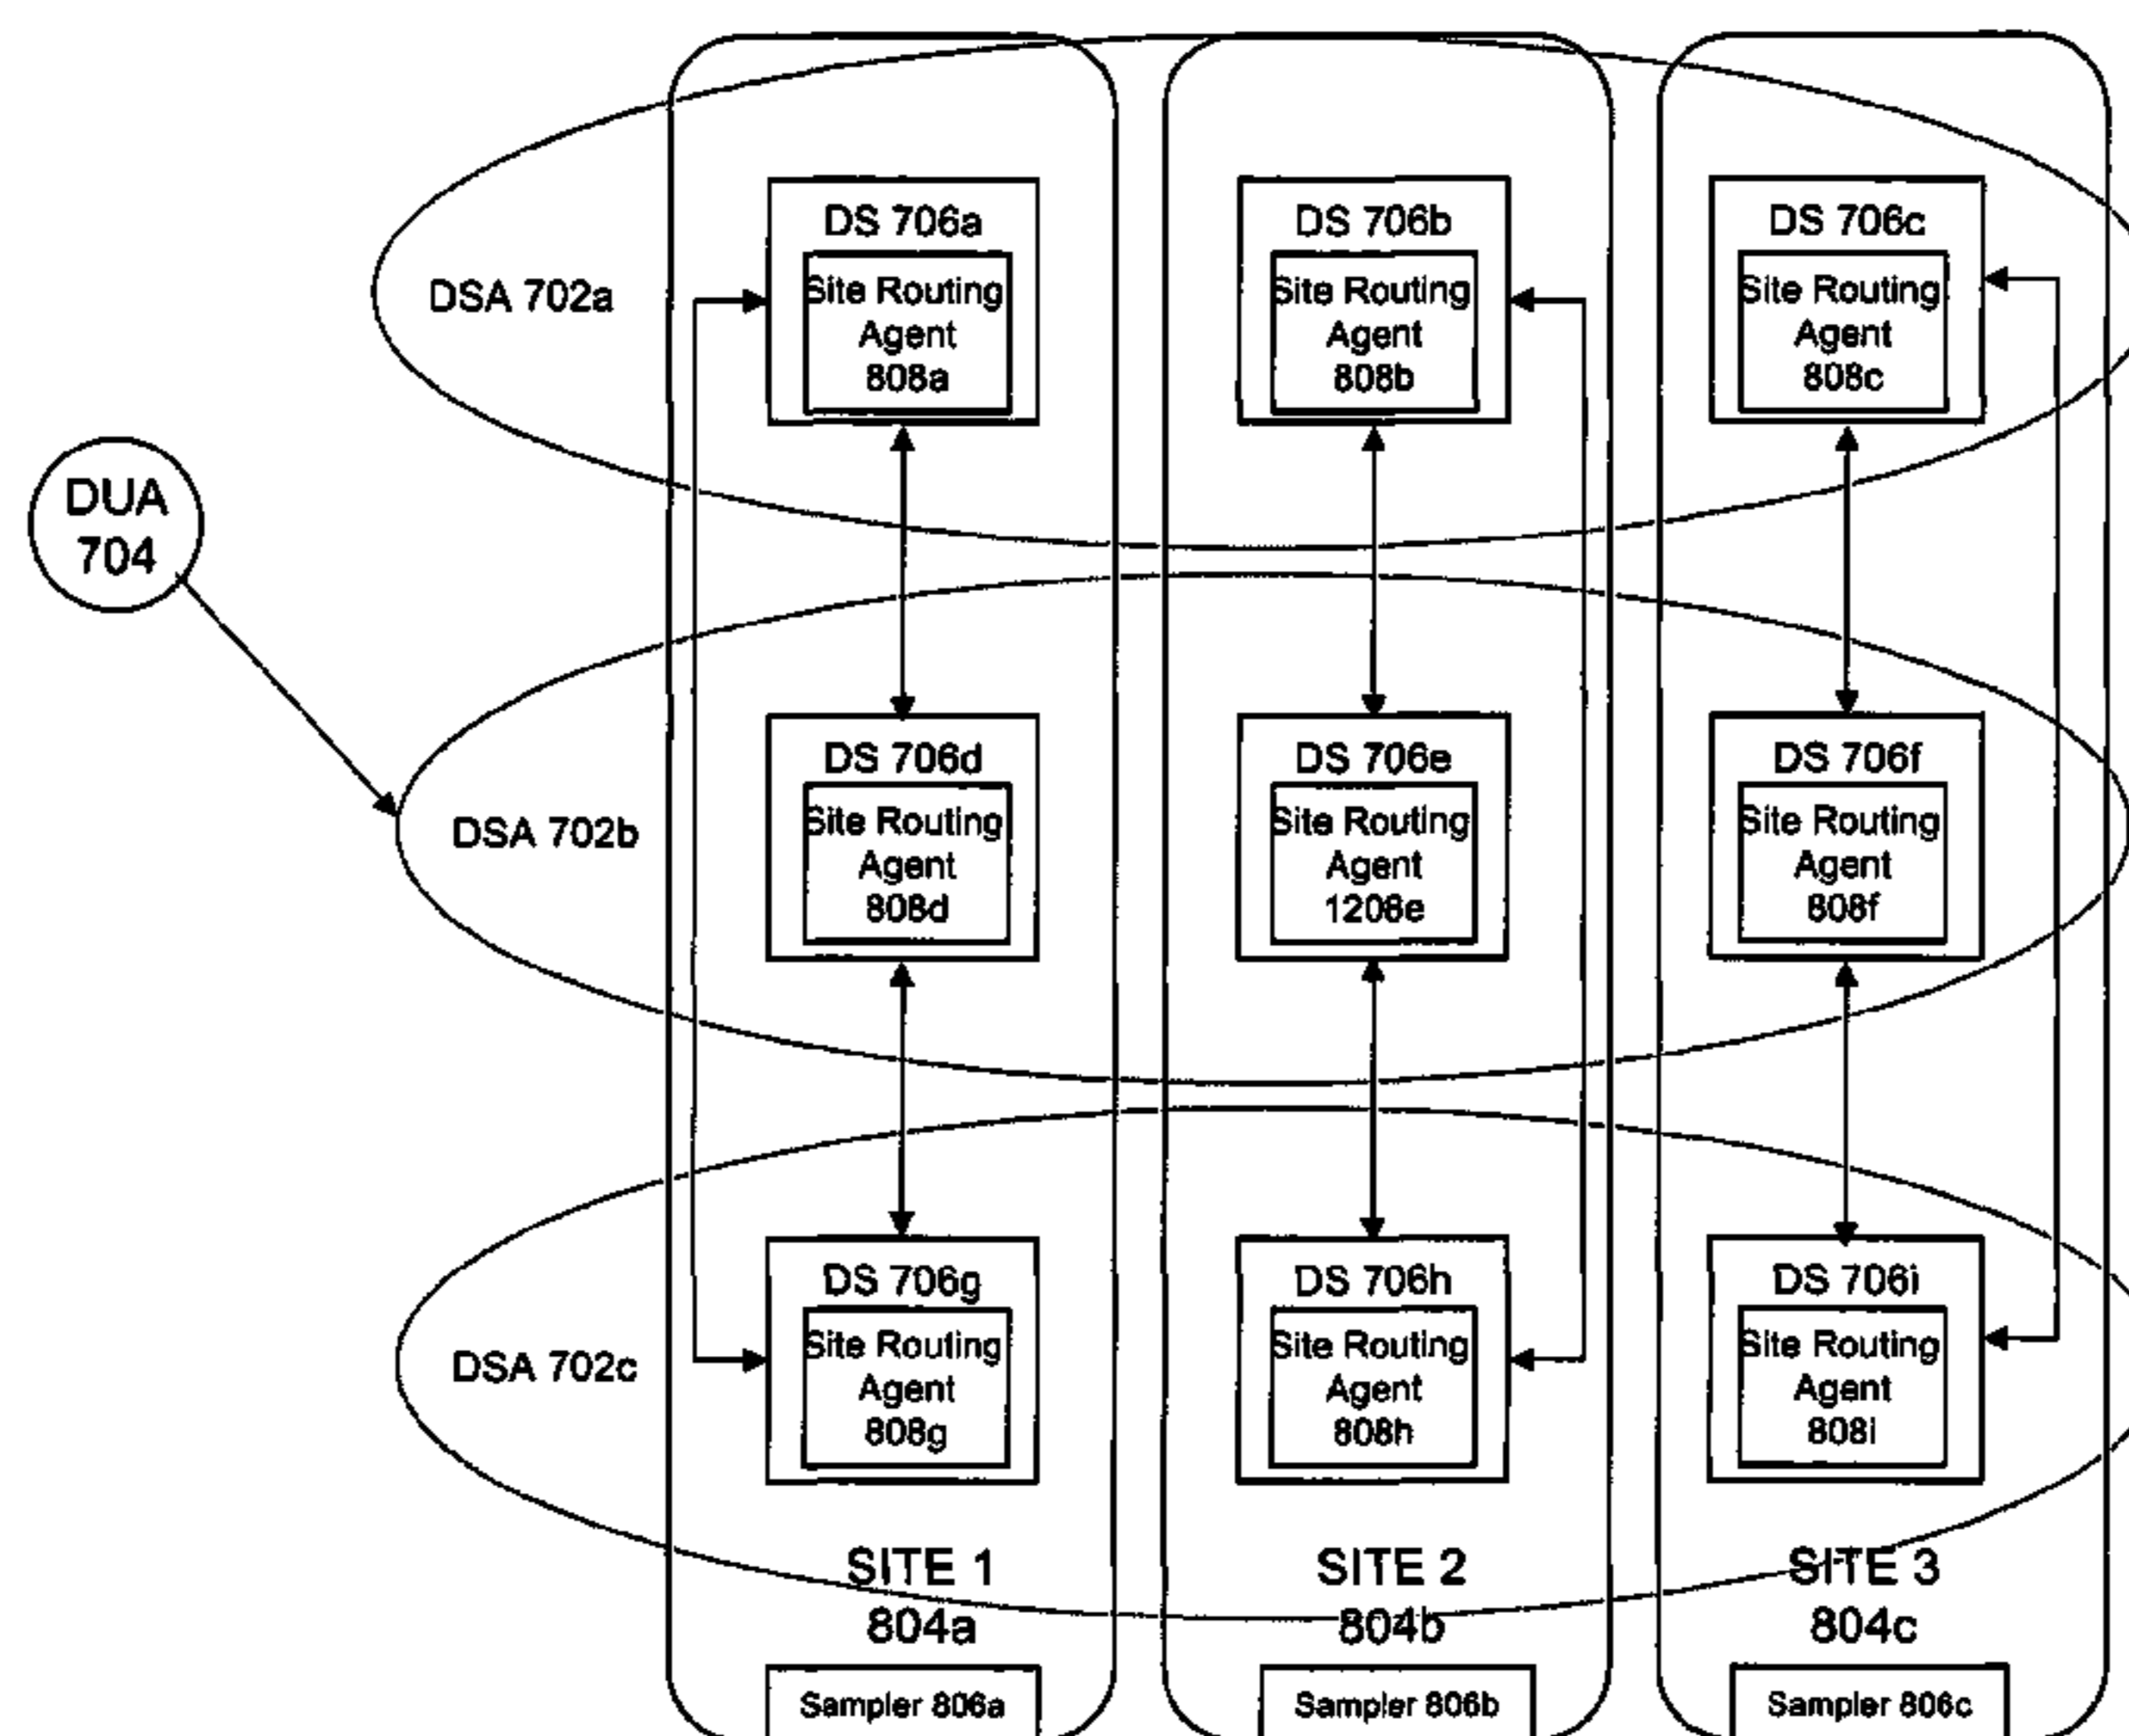 DSA 702a
DS 706a
Site Routing
Agent
808a
DS 706b
Site Routing
Agent
808b
DS 706c
Site Routing
Agent
808c
DUA
704
DSA 702b
DS 706d
Site Routing
Agent
808d
DS 706e
Site Routing
Agent
1208e
DS 706f
Site Routing
Agent
808f
DSA 702c
DS 706g
Site Routing
Agent
808g
DS 706h
Site Routing
Agent
808h
DS 706i
Site Routing
Agent
808i
SITE 1
804a
SITE 2
804b
SITE 3
804c
Sampler 806a
Sampler 806b
Sampler 806c